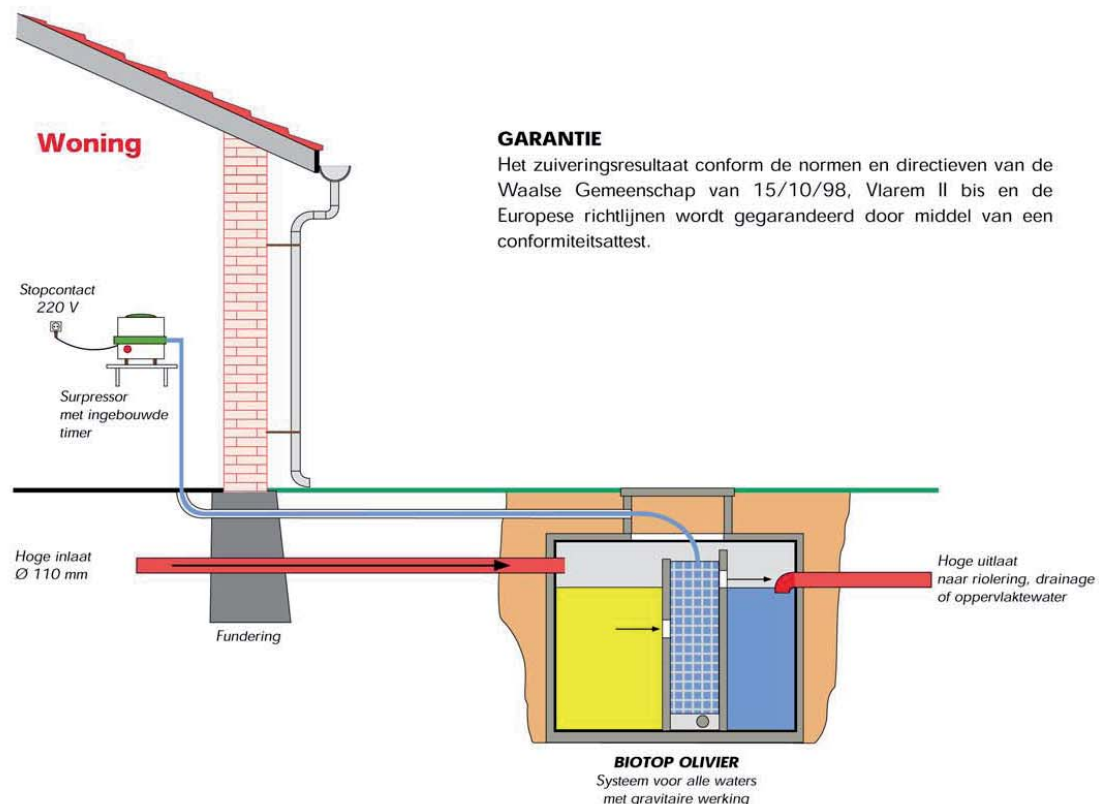 Woning
GARANTIE
Het zuiveringsresultaat conform de normen en directieven van de
Waalse Gemeenschap van 15/10/98, Vlarem II bis en de
Europese richtlijnen wordt gegarandeerd door middel van een
conformiteitsattest.
Stopcontact
220 V
Surpressor
met ingebouwde
timer
Hoge inlaat
Ø 110 mm
Fundering
Hoge uitlaat
naar riolering, drainage
of oppervlaktewater
BIOTOP OLIVIER
Systeem voor alle waters
met gravitaire werking